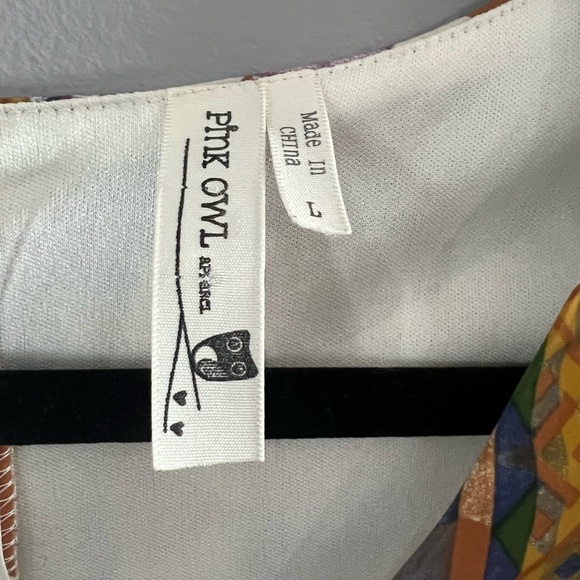 Pink OWL
APPAREL
Made In
CHIna
L